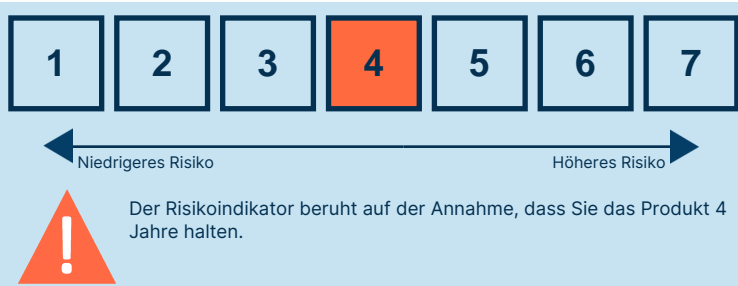 1 2 3 4 5 6 7
Niedrigeres Risiko Höheres Risiko
Der Risikoindikator beruht auf der Annahme, dass Sie das Produkt 4
Jahre halten.
!